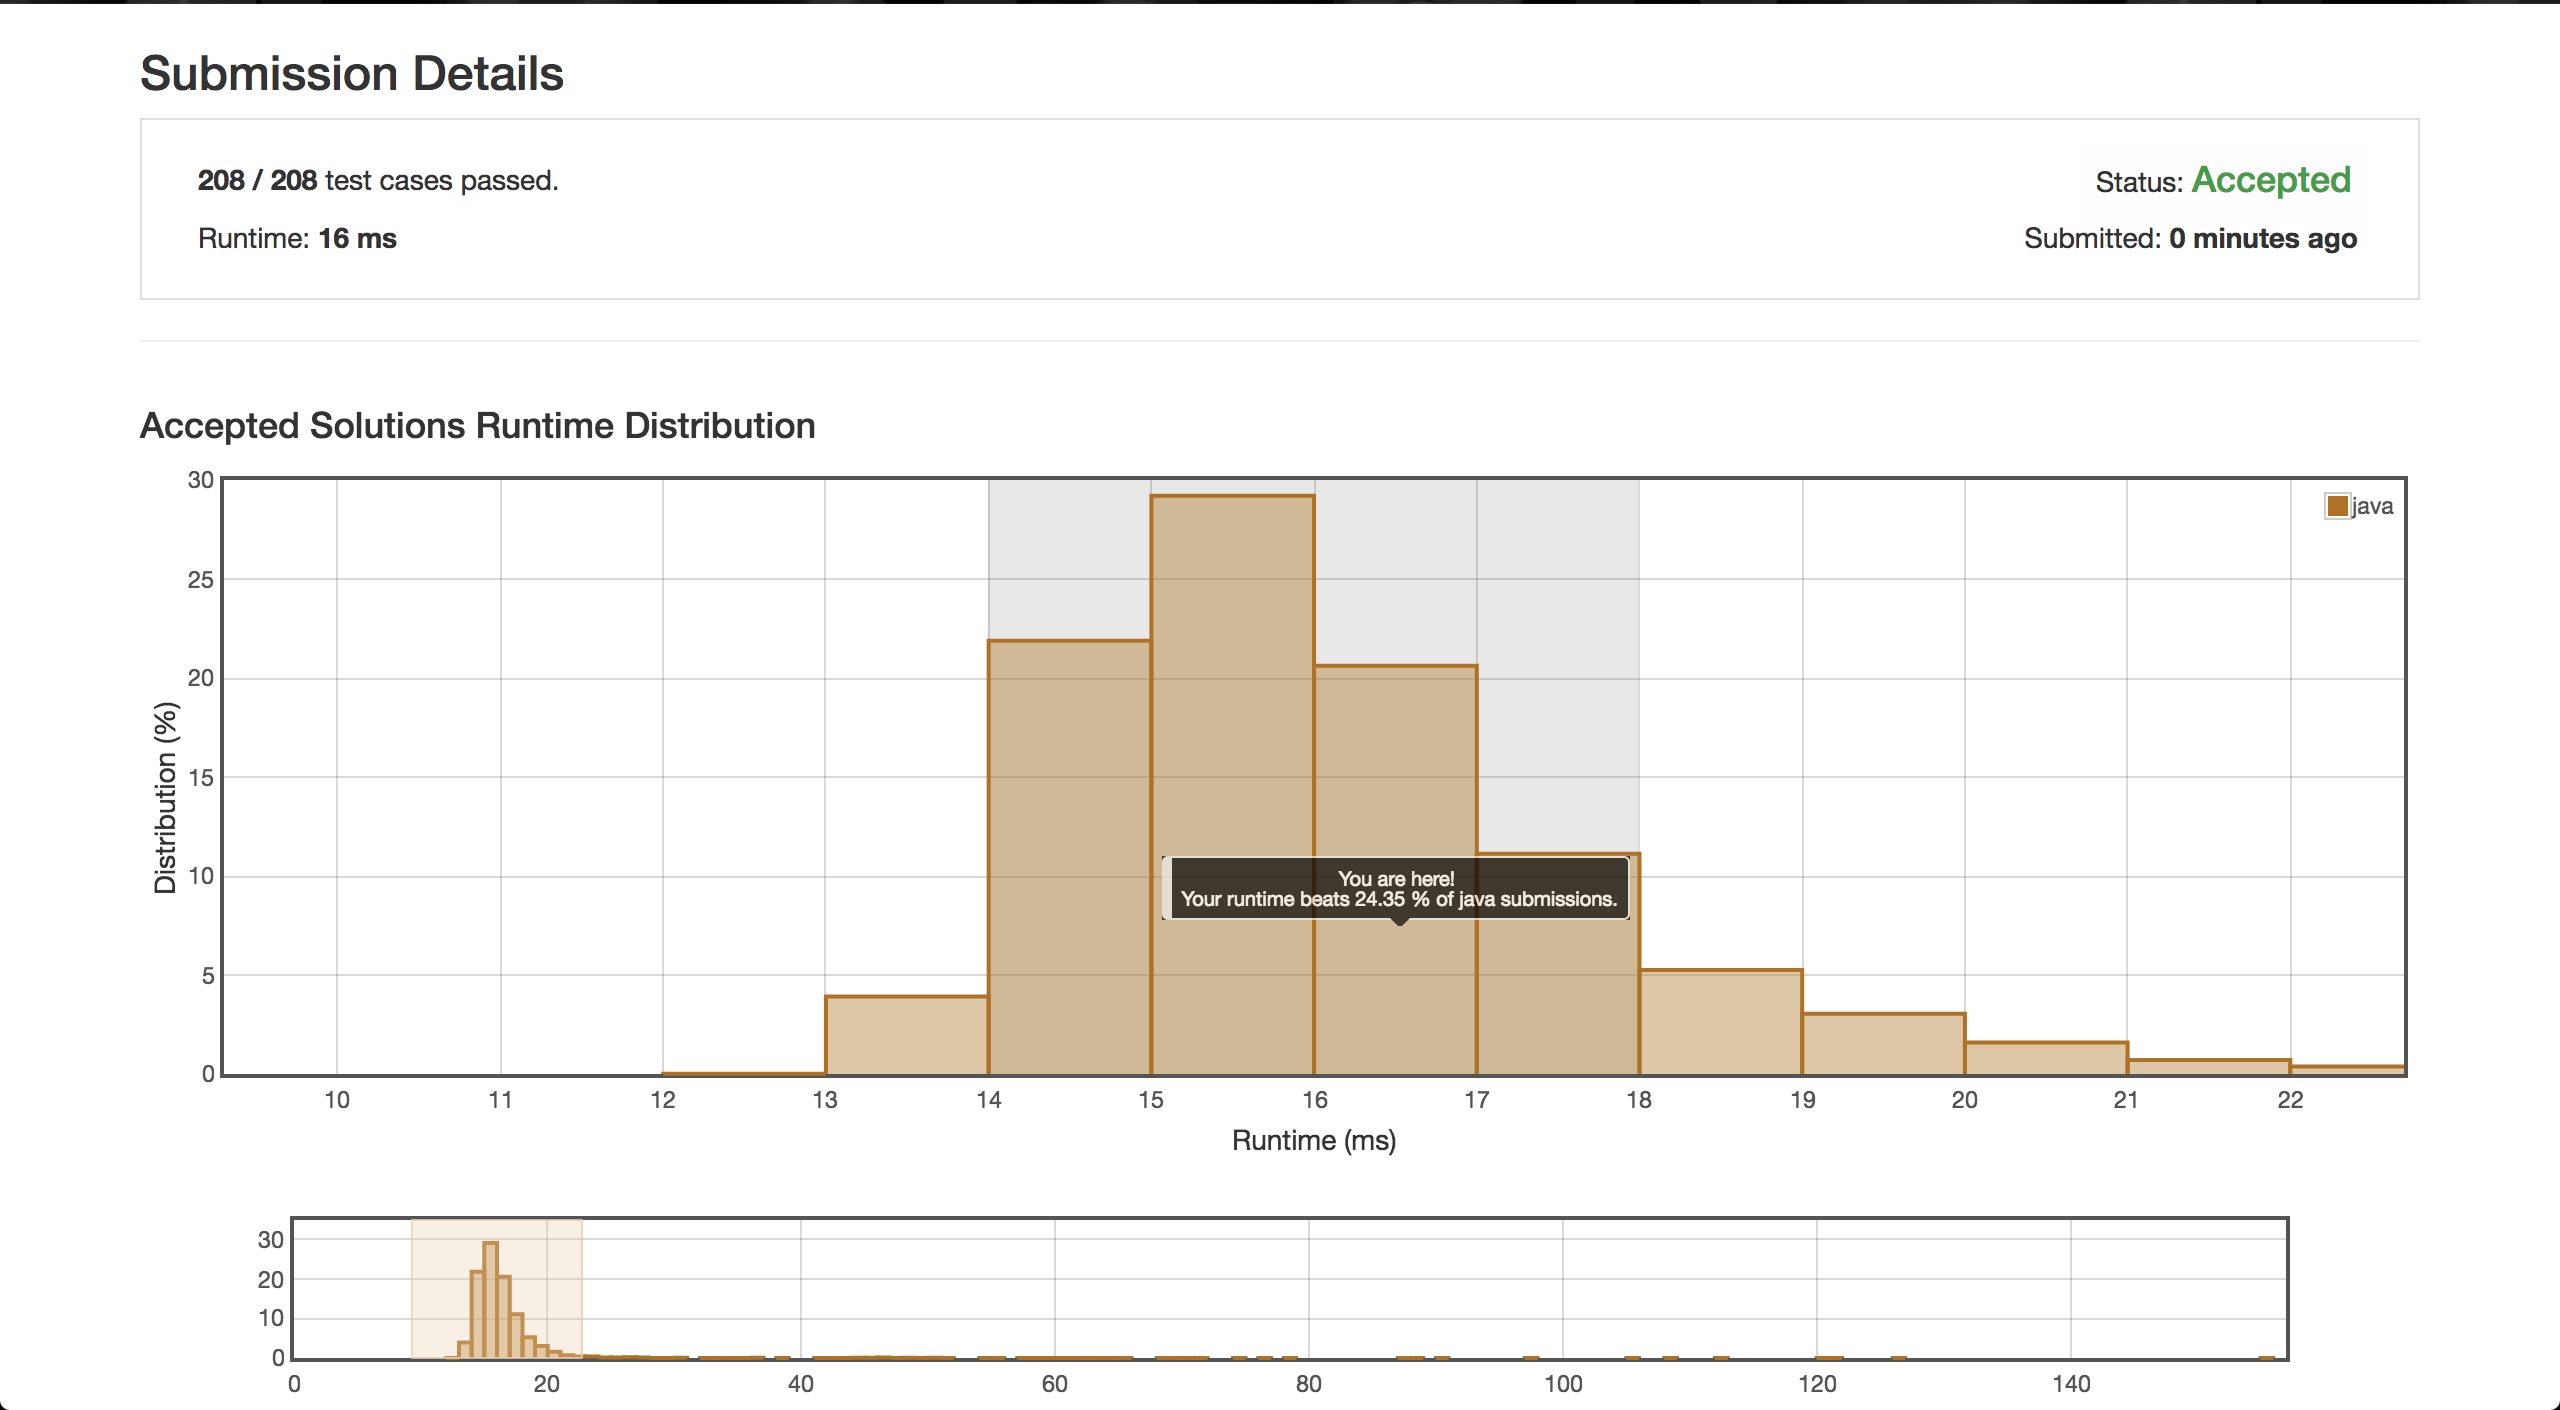 Submission Details
208 / 208 test cases passed.
Status: Accepted
Runtime: 16 ms
Submitted: 0 minutes ago
Accepted Solutions Runtime Distribution
30
25
20
15
10
5
0
Distribution (%)
java
You are here!
Your runtime beats 24.35 % of java submissions.
10 11 12 13 14 15 16 17 18 19 20 21 22
Runtime (ms)
30
20
10
0
0 20 40 60 80 100 120 140